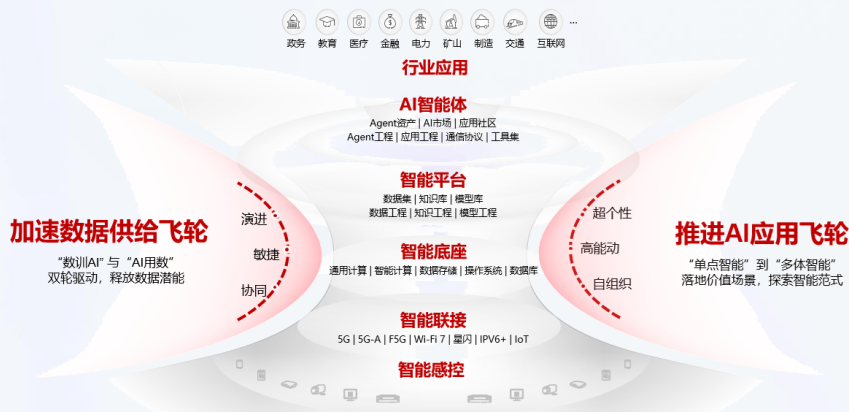 政务 教育 医疗 金融 电力 矿山 制造 交通 互联网 ...
行业应用
AI智能体
Agent资产 | AI市场 | 应用社区
Agent工程 | 应用工程 | 通信协议 | 工具集
智能平台
数据集 | 知识库 | 模型库
数据工程 | 知识工程 | 模型工程
智能底座
通用计算 | 智能计算 | 数据存储 | 操作系统 | 数据库
智能联接
5G | 5G-A | F5G | Wi-Fi 7 | 星闪 | IPV6+ | IoT
智能感控
加速数据供给飞轮
“数训AI” 与 “AI用数”
双轮驱动，释放数据潜能
演进
敏捷
协同
超个性
高能动
自组织
推进AI应用飞轮
“单点智能” 到 “多体智能”
落地价值场景，探索智能范式